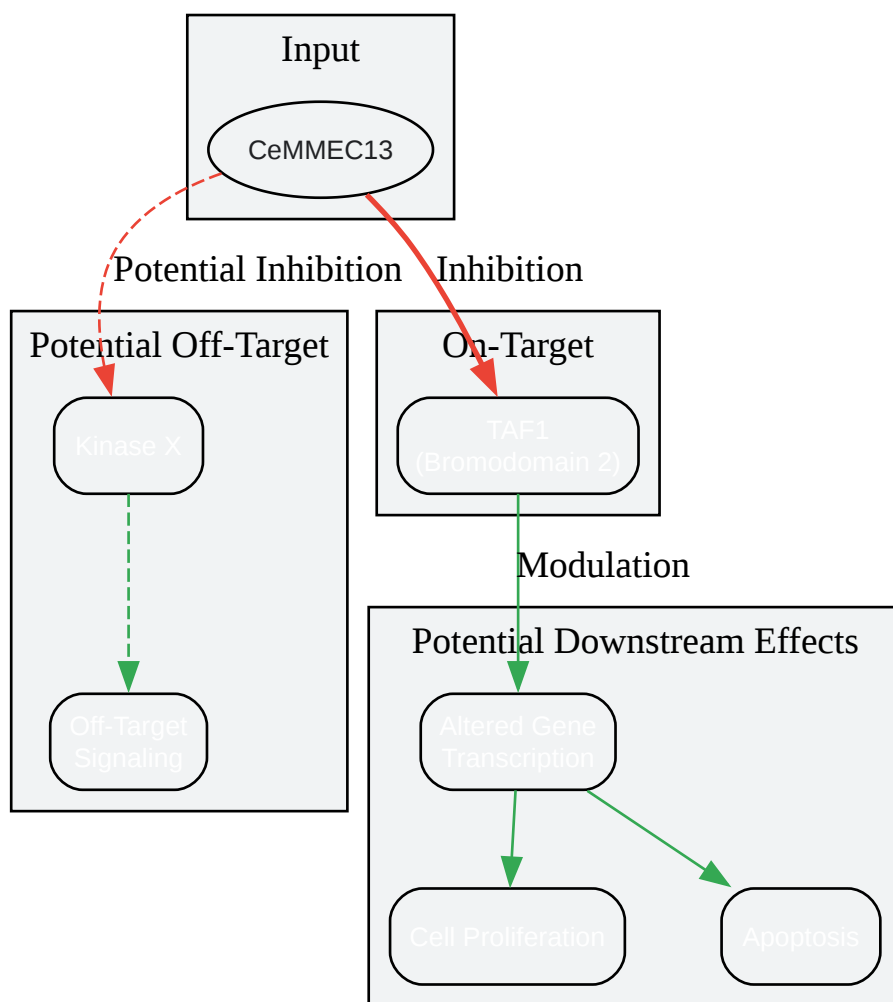 Input
CeMMEC13
Potential Inhibition
Inhibition
Potential Off-Target
On-Target
Kinase X
TAF1
(Bromodomain 2)
Modulation
Potential Downstream Effects
Off-Target
Signaling
Altered Gene
Transcription
Cell Proliferation
Apoptosis